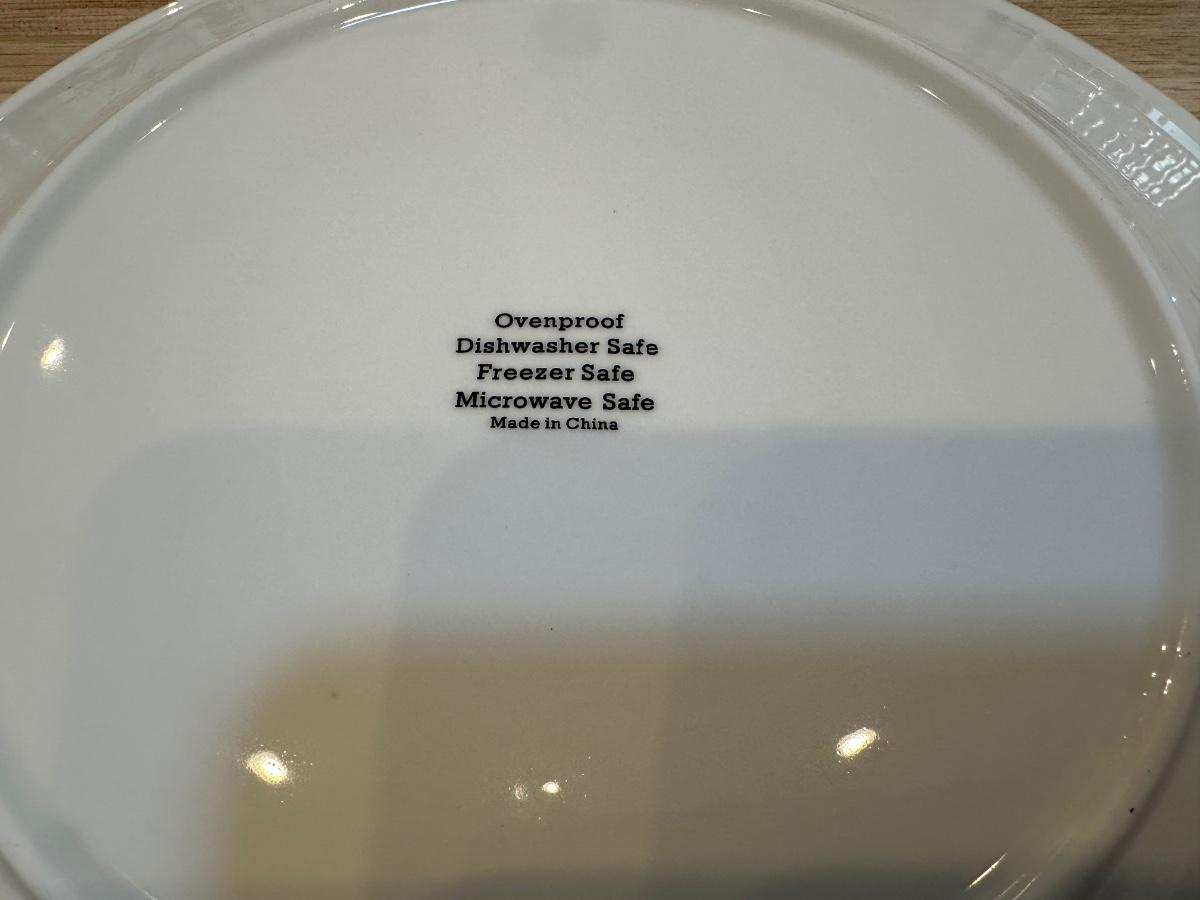 Ovenproof
Dishwasher Safe
Freezer Safe
Microwave Safe
Made in China